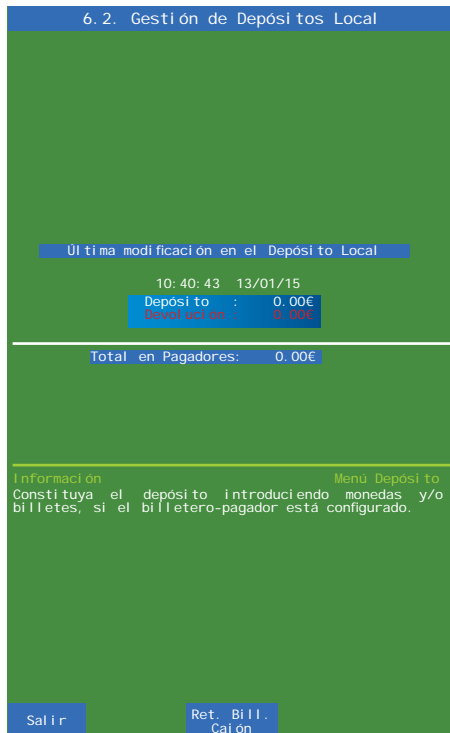 6.2. Gestión de Depósitos Local
Última modificación en el Depósito Local
10:40:43 13/01/15
Depósito : 0.00€
Devolución : 0.00€
Total en Pagadores: 0.00€
Información Menú Depósito
Constituya el depósito introduciendo monedas y/o
billetes, si el billetero-pagador está configurado.
Salir
Ret. Bill.
Cajón